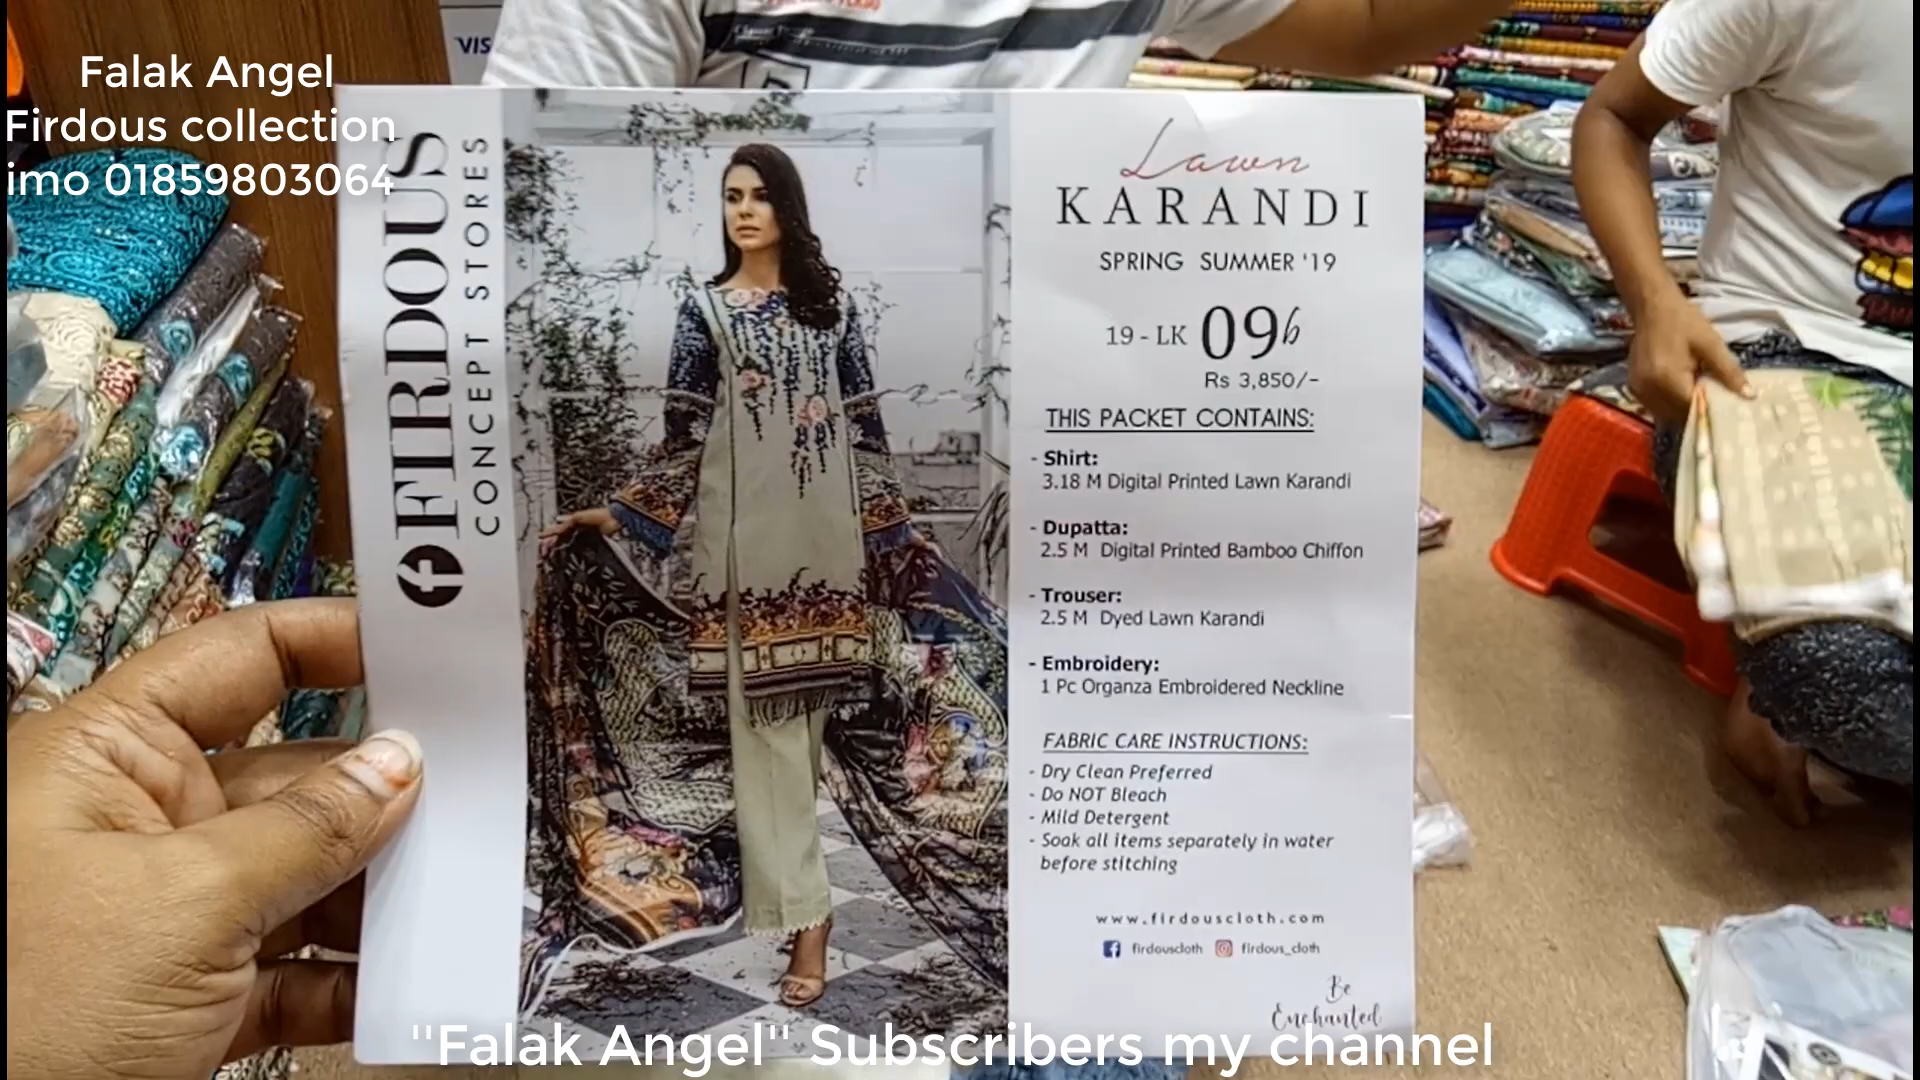 VIS
Falak Angel
Firdous collection
imo 01859803064
FIRDOUS
CONCEPT STORES
Lawn
KARANDI
SPRING SUMMER '19
19 - LK 09b
Rs 3,850/-
THIS PACKET CONTAINS:
- Shirt:
3.18 M Digital Printed Lawn Karandi
- Dupatta:
2.5 M Digital Printed Bamboo Chiffon
- Trouser:
2.5 M Dyed Lawn Karandi
- Embroidery:
1 Pc Organza Embroidered Neckline
FABRIC CARE INSTRUCTIONS:
- Dry Clean Preferred
- Do NOT Bleach
- Mild Detergent
- Soak all items separately in water
before stitching
www.firdouscloth.com
firdouscloth firdous_cloth
Be
Enchanted
"Falak Angel" Subscribers my channel